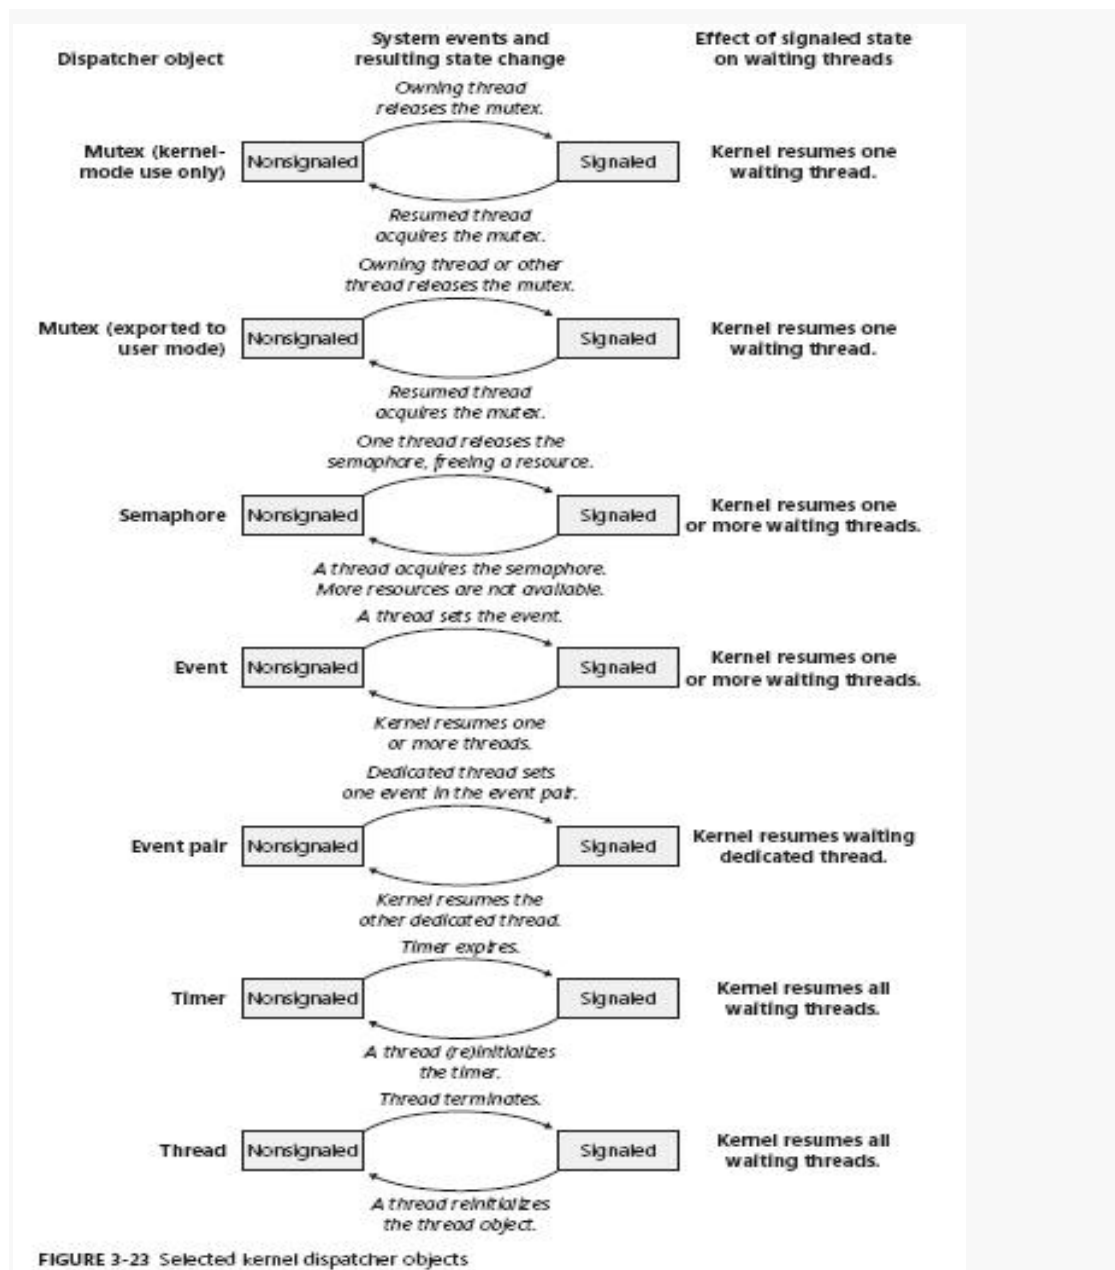 Dispatcher object
System events and
resulting state change
Effect of signaled state
on waiting threads
Owning thread
releases the mutex.
Mutex (kernel-
mode use only)
Nonsignaled
Signaled
Kernel resumes one
waiting thread.
Resumed thread
acquires the mutex.
Owning thread or other
thread releases the mutex.
Mutex (exported to
user mode)
Nonsignaled
Signaled
Kernel resumes one
waiting thread.
Resumed thread
acquires the mutex.
One thread releases the
semaphore, freeing a resource.
Semaphore
Nonsignaled
Signaled
Kernel resumes one
or more waiting threads.
A thread acquires the semaphore.
More resources are not available.
A thread sets the event.
Event
Nonsignaled
Signaled
Kernel resumes one
or more waiting threads.
Kernel resumes one
or more threads.
Dedicated thread sets
one event in the event pair.
Event pair
Nonsignaled
Signaled
Kernel resumes waiting
dedicated thread.
Kernel resumes the
other dedicated thread.
Timer expires.
Timer
Nonsignaled
Signaled
Kernel resumes all
waiting threads.
A thread (re)initializes
the timer.
Thread terminates.
Thread
Nonsignaled
Signaled
Kernel resumes all
waiting threads.
A thread reinitializes
the thread object.
FIGURE 3-23 Selected kernel dispatcher objects